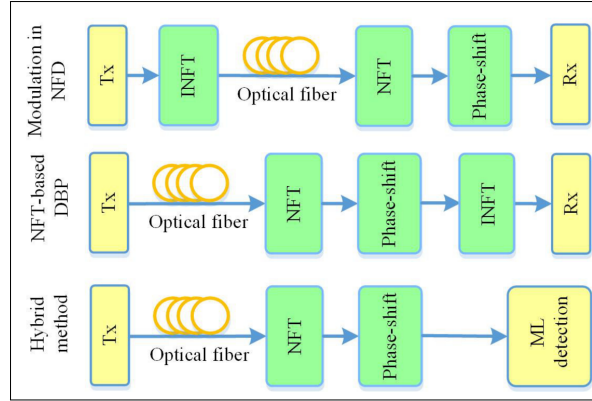 Modulation in
NFD
Tx
INFT
Optical fiber
NFT
Phase-shift
Rx
NFT-based
DBP
Tx
Optical fiber
NFT
Phase-shift
INFT
Rx
Hybrid
method
Tx
Optical fiber
NFT
Phase-shift
ML
detection